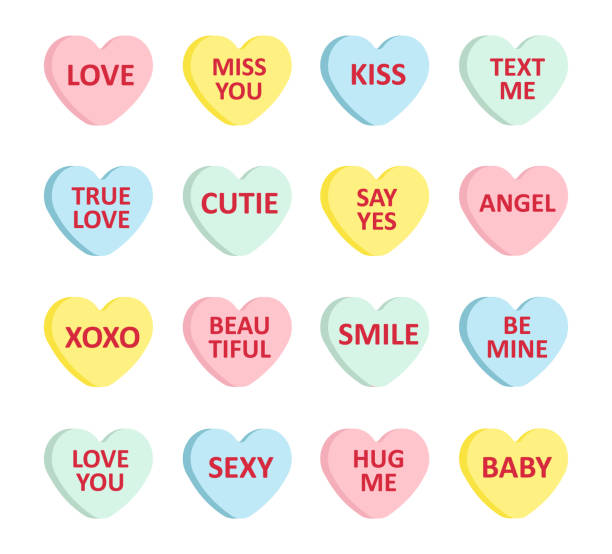 LOVE
MISS
YOU
KISS
TEXT
ME
TRUE
LOVE
CUTIE
SAY
YES
ANGEL
XOXO
BEAU
TIFUL
SMILE
BE
MINE
LOVE
YOU
SEXY
HUG
ME
BABY